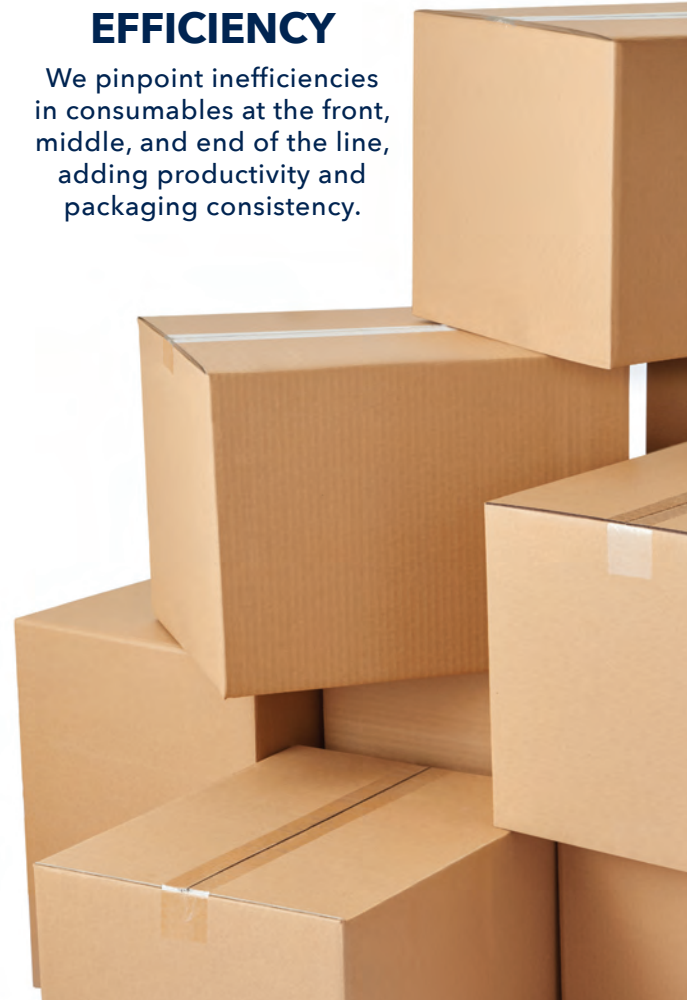 EFFICIENCY
We pinpoint inefficiencies
in consumables at the front,
middle, and end of the line,
adding productivity and
packaging consistency.